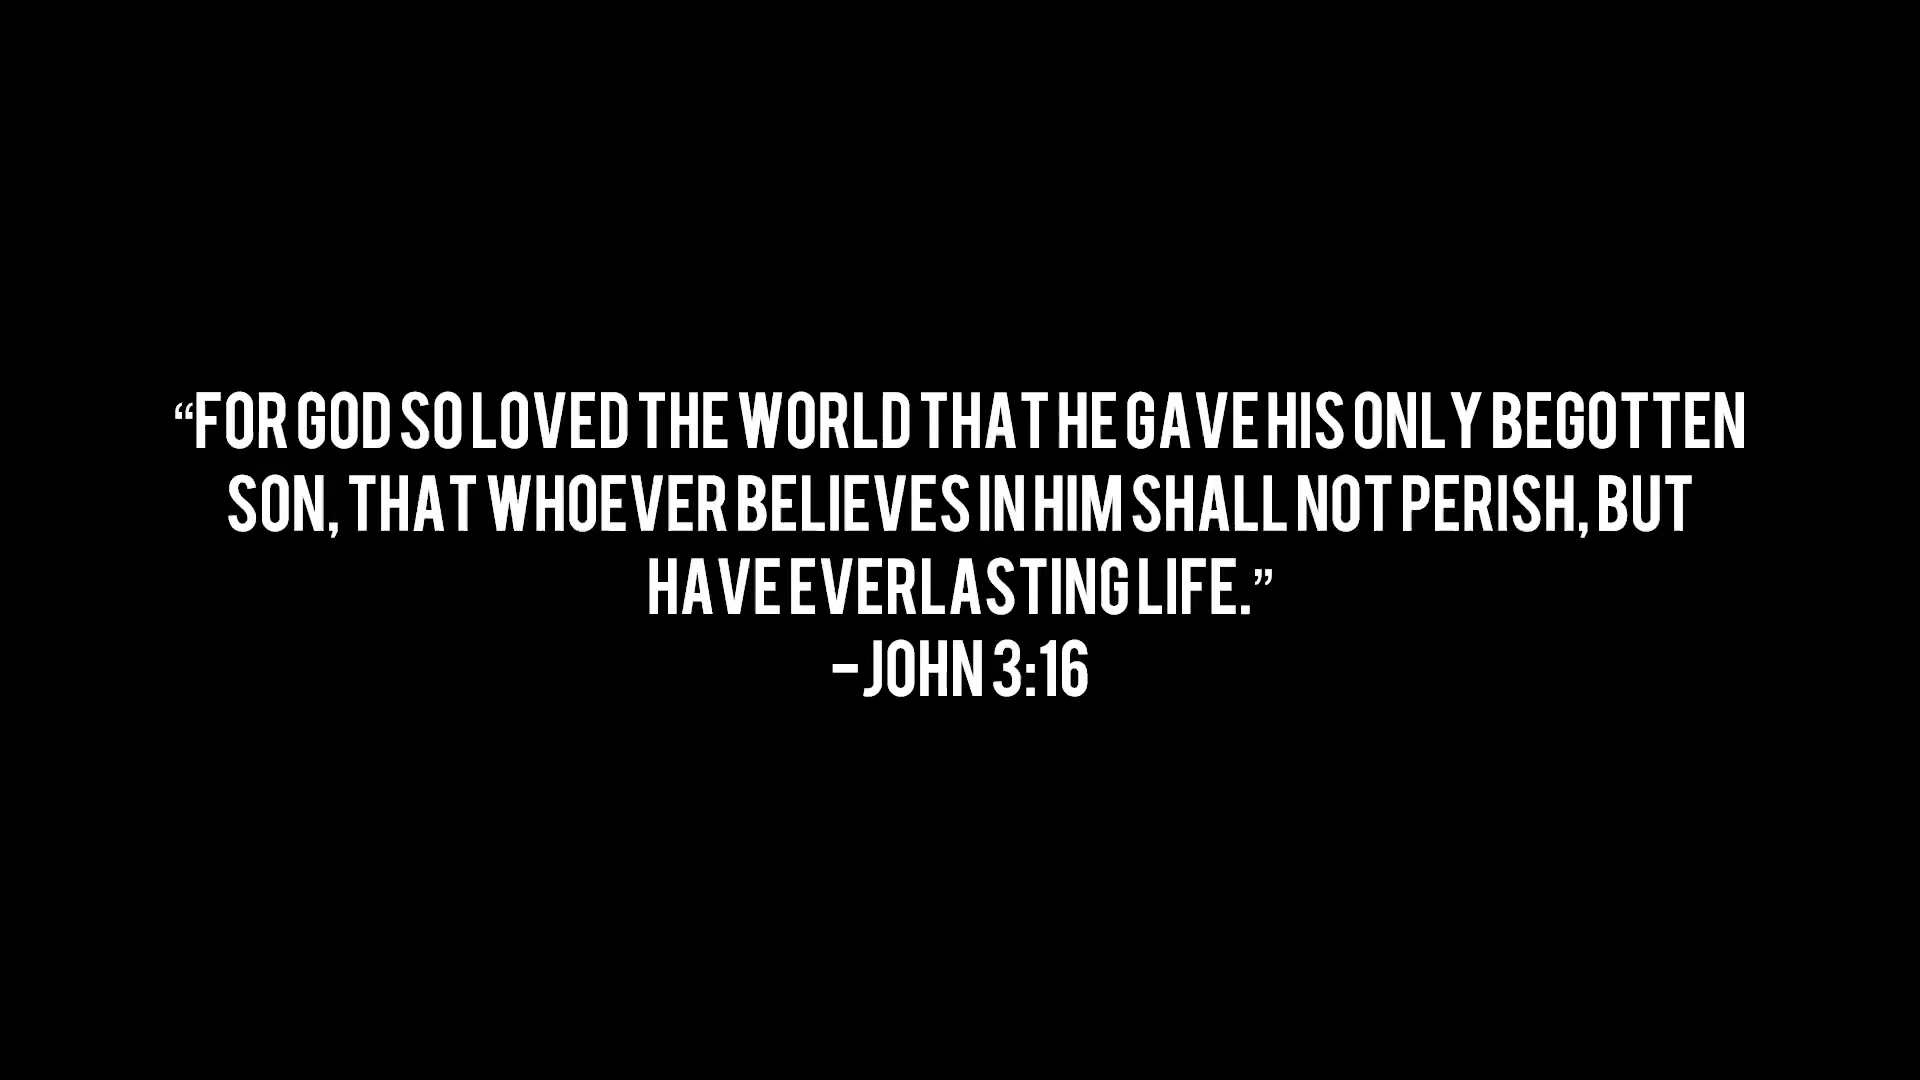 “FOR GOD SO LOVED THE WORLD THAT HE GAVE HIS ONLY BEGOTTEN
SON, THAT WHOEVER BELIEVES IN HIM SHALL NOT PERISH, BUT
HAVE EVERLASTING LIFE.”
– JOHN 3:16